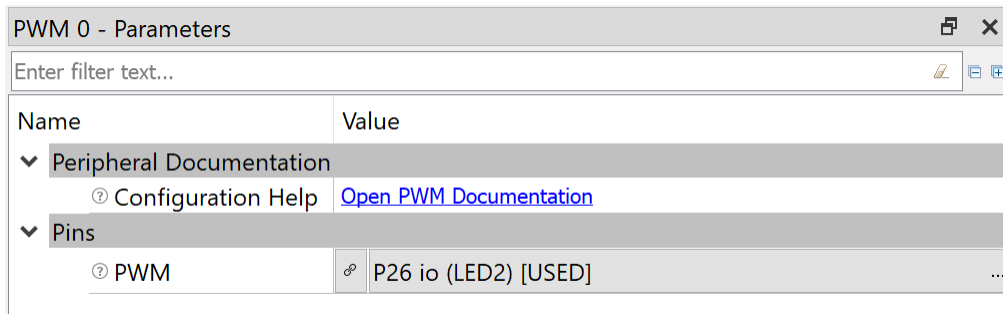 PWM 0 - Parameters
Enter filter text...
Name Value
Peripheral Documentation
Configuration Help Open PWM Documentation
Pins
PWM P26 io (LED2) [USED] ...